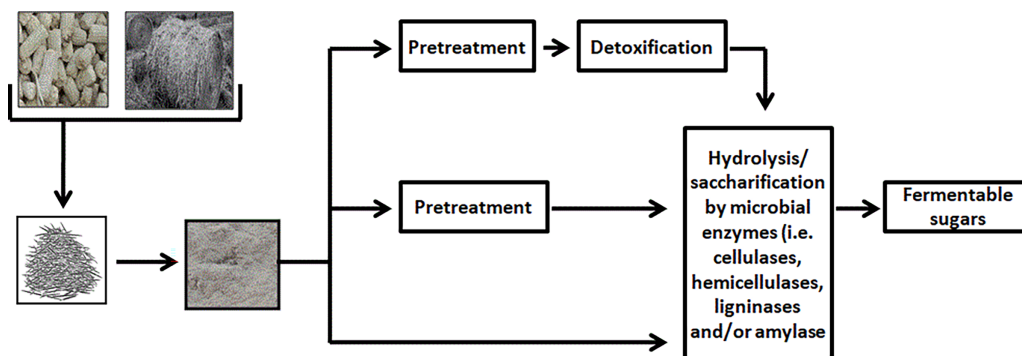 Pretreatment
Detoxification
Pretreatment
Hydrolysis/
saccharification
by microbial
enzymes (i.e.
cellulases,
hemicellulases,
ligninases
and/or amylase
Fermentable
sugars